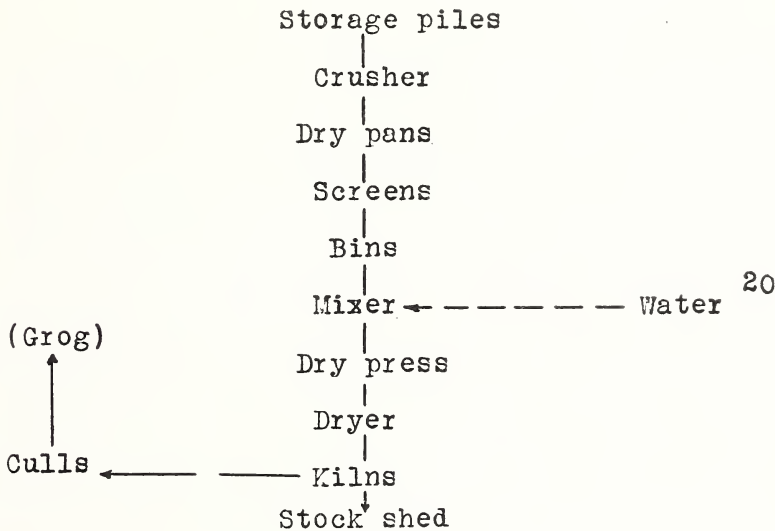 Storage piles
Crusher
Dry pans
Screens
Bins
Mixer Water 20
(Grog)
Dry press
Dryer
Culls Kilns
Stock shed